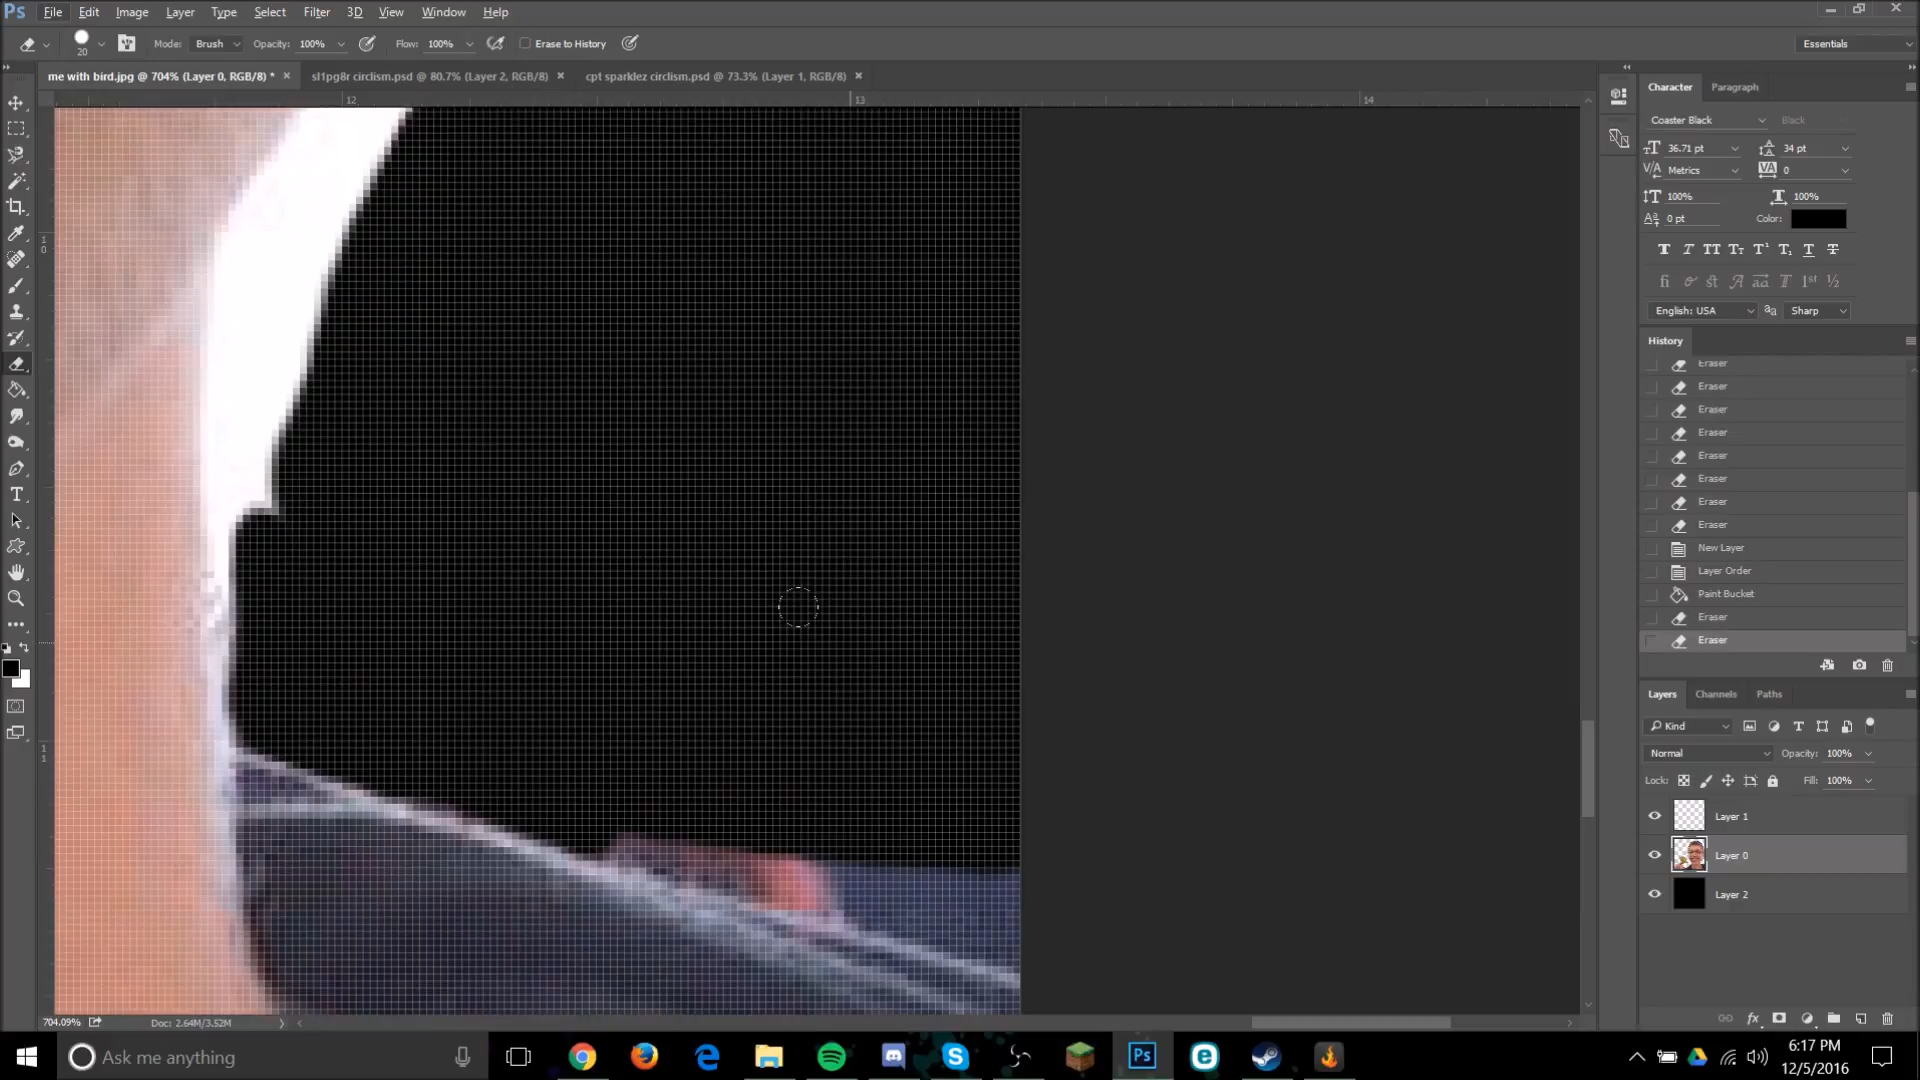 Ps File Edit Image Layer Type Select Filter 3D View Window Help
20 Mode: Brush Opacity: 100% Flow: 100% Erase to History Essentials
me with bird.jpg @ 704% (Layer 0, RGB/8) * sl1pg8r circlism.psd @ 80.7% (Layer 2, RGB/8) cpt sparklez circlism.psd @ 73.3% (Layer 1, RGB/8)
12 13 14
10
11
Character Paragraph
Coaster Black Black
36.71 pt 34 pt
Metrics 0
100% 100%
0 pt Color:
English: USA Sharp
History
Eraser
Eraser
Eraser
Eraser
Eraser
Eraser
Eraser
Eraser
New Layer
Layer Order
Paint Bucket
Eraser
Eraser
Layers Channels Paths
Kind
Normal Opacity: 100%
Lock: Fill: 100%
Layer 1
Layer 0
Layer 2
704.09% Doc: 2.64M/3.52M
Ask me anything
6:17 PM
12/5/2016